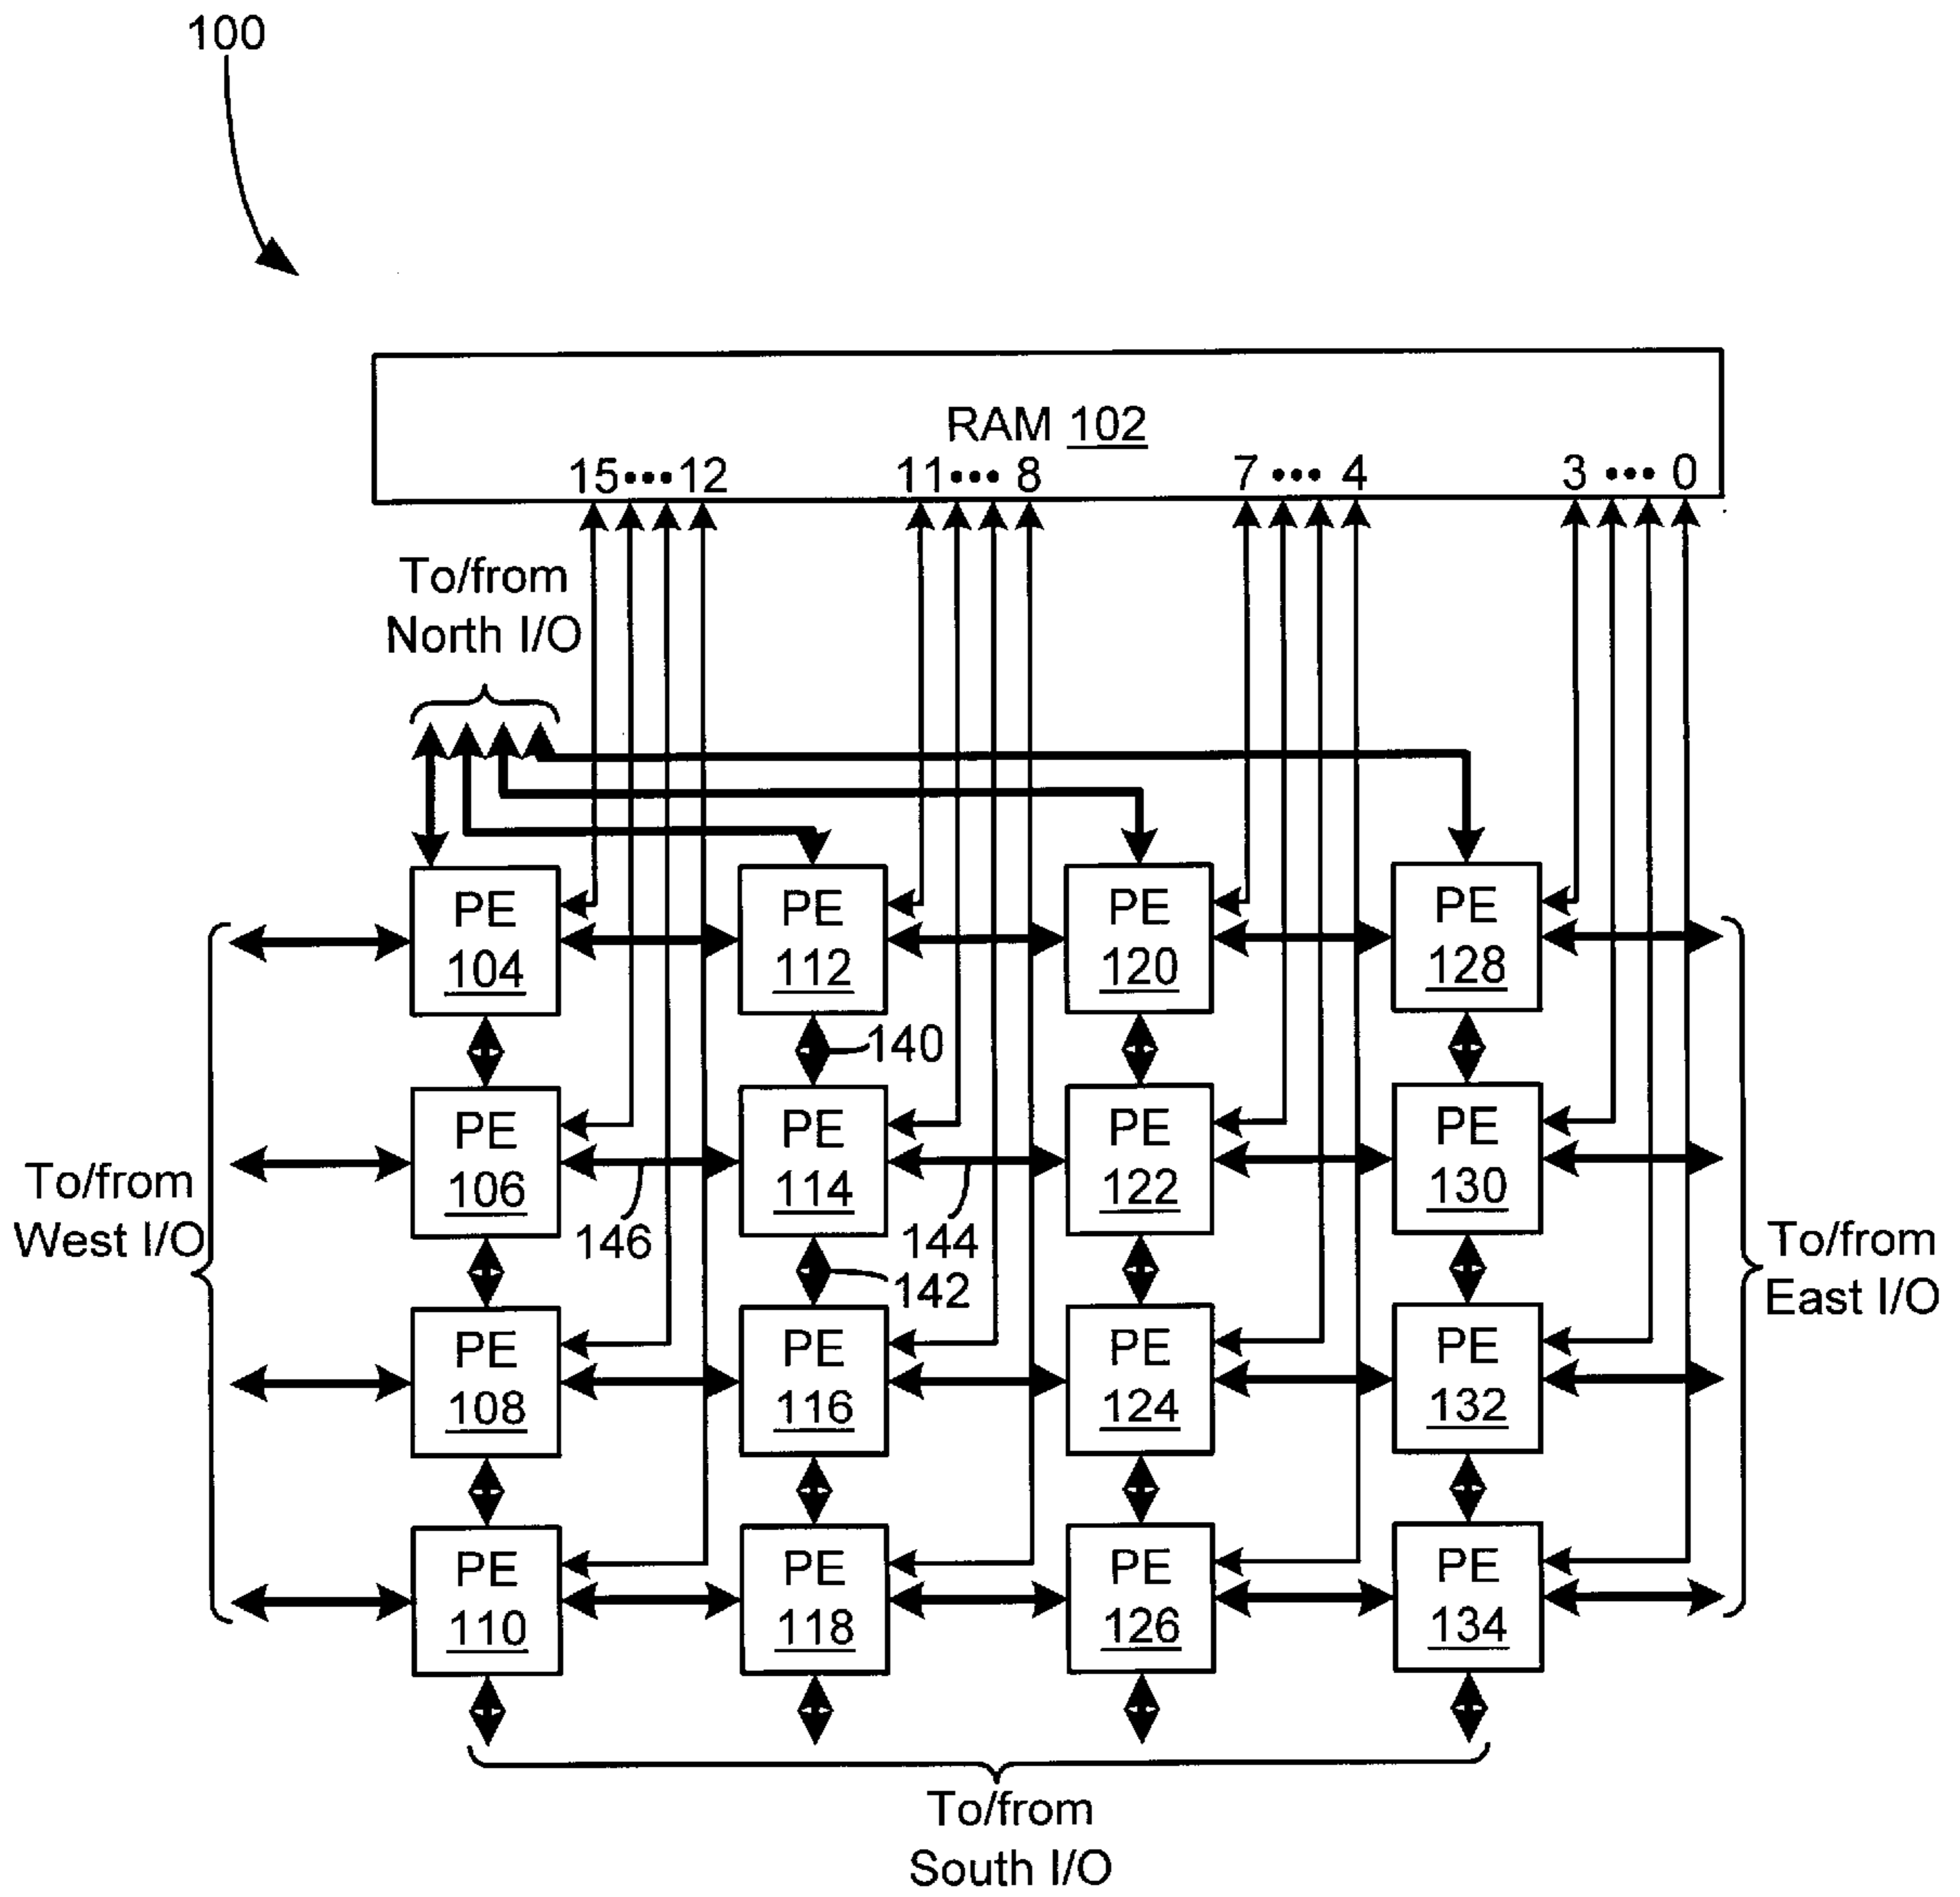 100
RAM 102
15•••12 11•••8 7•••4 3•••0
To/from
North I/O
PE PE PE PE
104 112 120 128
140
PE PE PE PE
106 114 122 130
To/from
West I/O
146 144
142
To/from
East I/O
PE PE PE PE
108 116 124 132
PE PE PE PE
110 118 126 134
To/from
South I/O